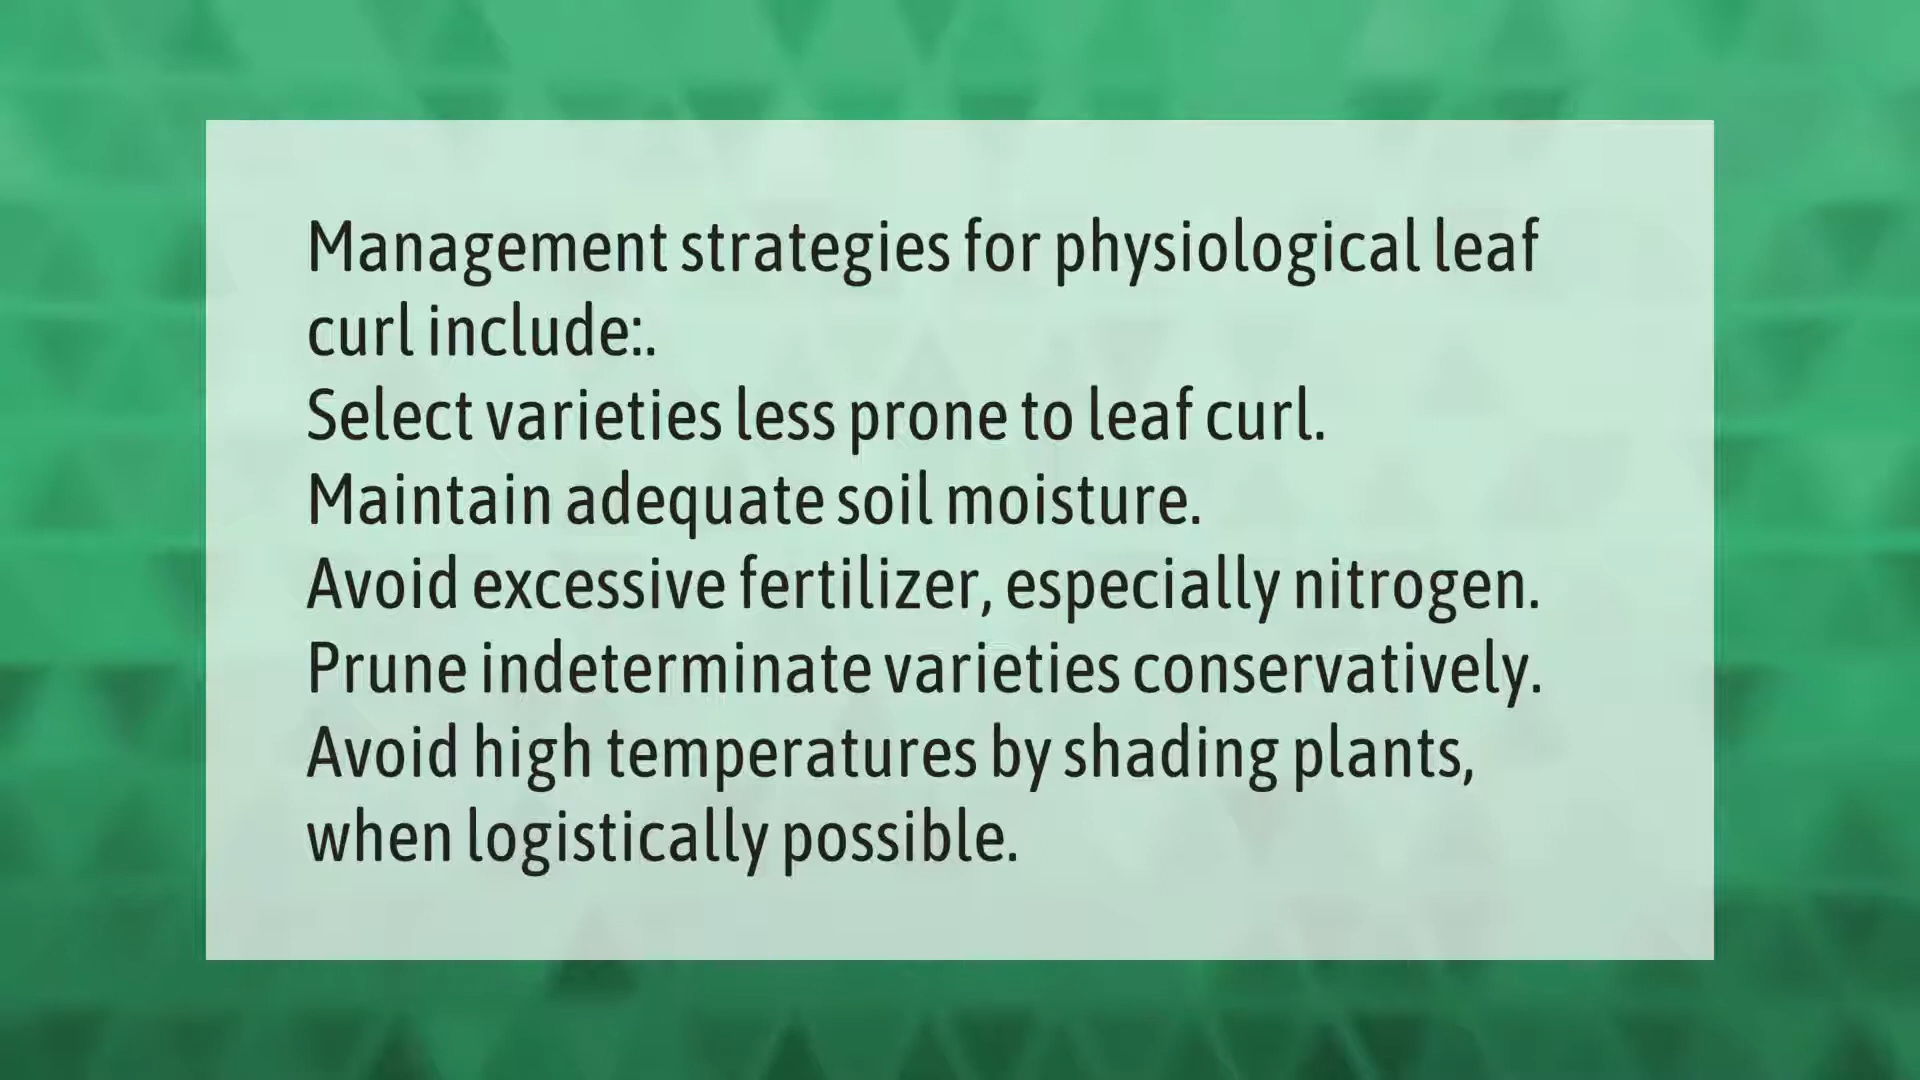 Management strategies for physiological leaf
curl include:.
Select varieties less prone to leaf curl.
Maintain adequate soil moisture.
Avoid excessive fertilizer, especially nitrogen.
Prune indeterminate varieties conservatively.
Avoid high temperatures by shading plants,
when logistically possible.